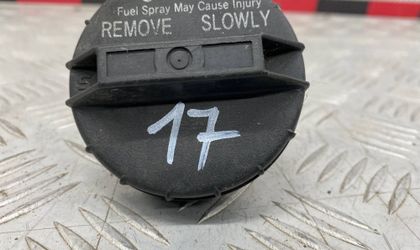 Fuel Spray May Cause Injury
REMOVE SLOWLY
17